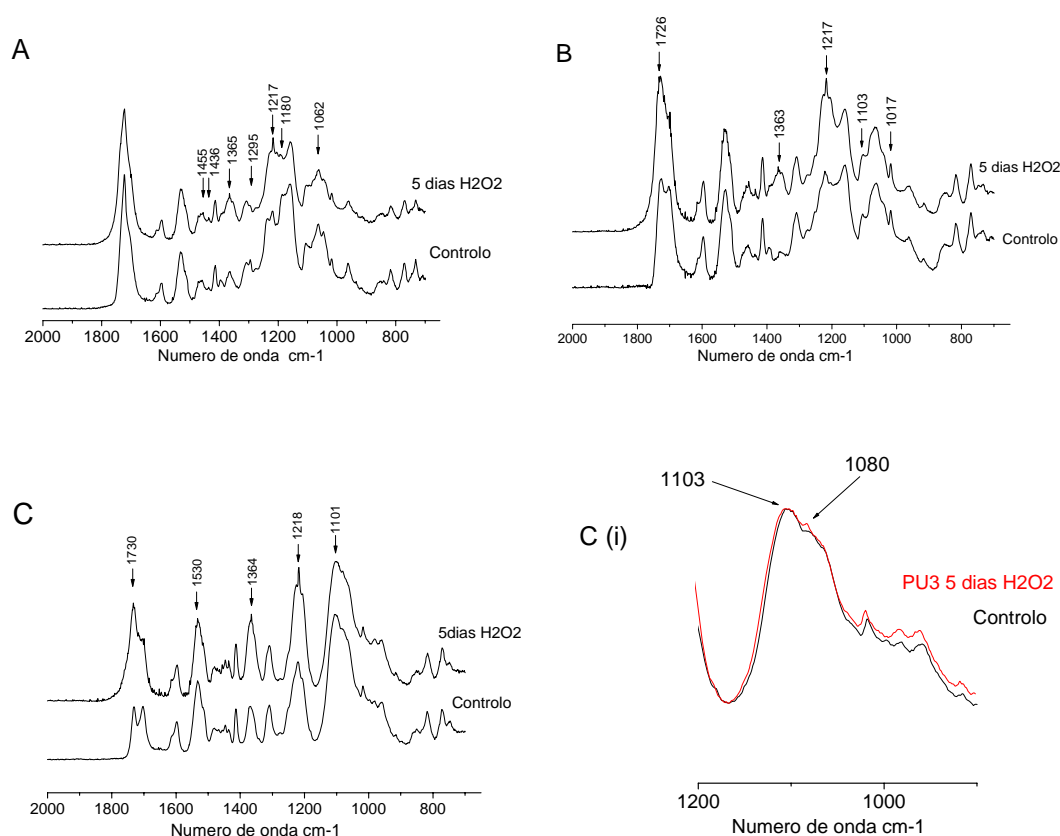 A
1455
1436
1365
1295
1217
1180
1062
5 dias H2O2
Controlo
2000 1800 1600 1400 1200 1000 800
Numero de onda cm-1
B
1726
1363
1217
1103
1017
5 dias H2O2
Controlo
2000 1800 1600 1400 1200 1000 800
Numero de onda cm-1
C
1730
1530
1364
1218
1101
5dias H2O2
Controlo
2000 1800 1600 1400 1200 1000 800
Numero de onda cm-1
C (i)
1103
1080
PU3 5 dias H2O2
Controlo
1200 1000
Numero de onda cm-1